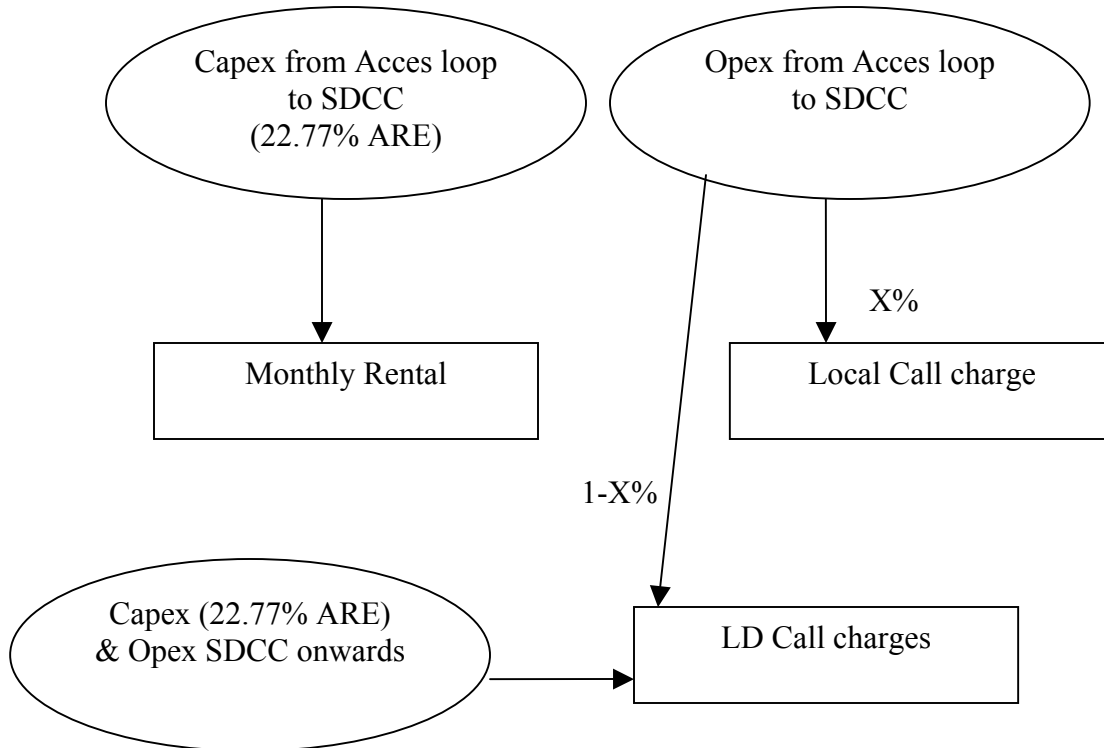 Capex from Acces loop
to SDCC
(22.77% ARE)
Opex from Acces loop
to SDCC
X%
Monthly Rental
Local Call charge
1-X%
Capex (22.77% ARE)
& Opex SDCC onwards
LD Call charges